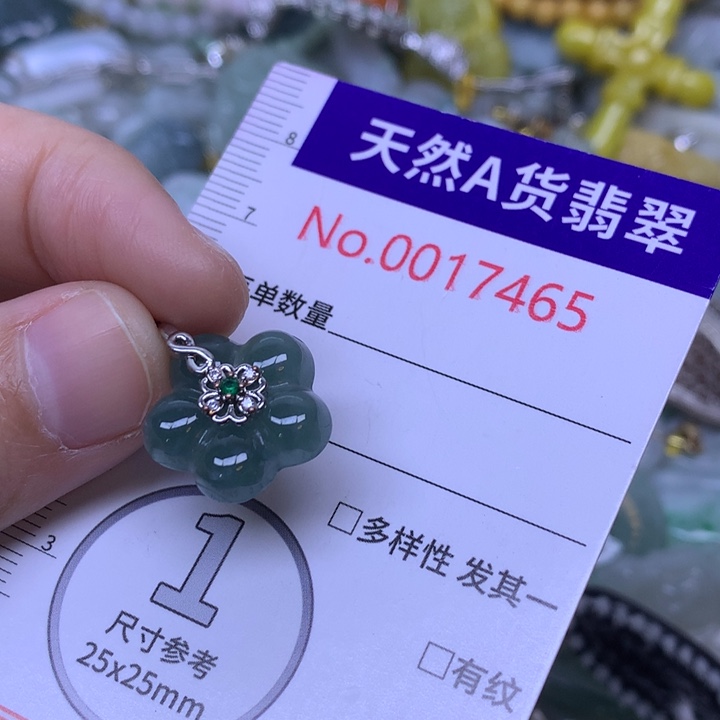 8
天然A货翡翠
7
No.0017465
单数量
多样性 发其一
3
1
尺寸参考
25x25mm
有纹